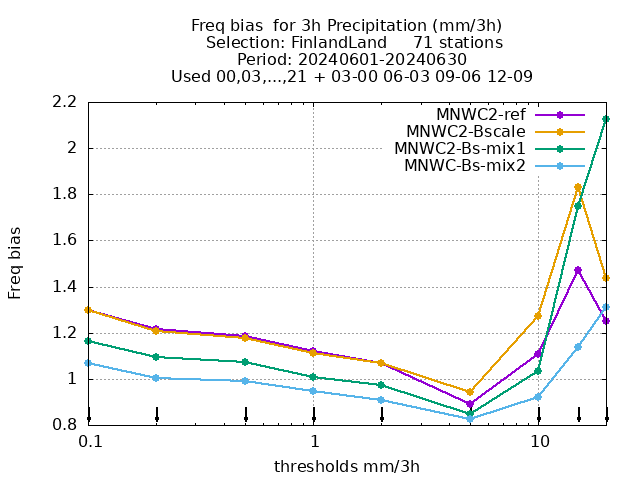 Freq bias  for 3h Precipitation (mm/3h)
Selection: FinlandLand     71 stations
Period: 20240601-20240630
Used 00,03,...,21 + 03-00 06-03 09-06 12-09
MNWC2-ref
MNWC2-Bscale
MNWC2-Bs-mix1
MNWC-Bs-mix2
2.2
2
1.8
1.6
1.4
1.2
1
0.8
Freq bias
0.1 1 10
thresholds mm/3h